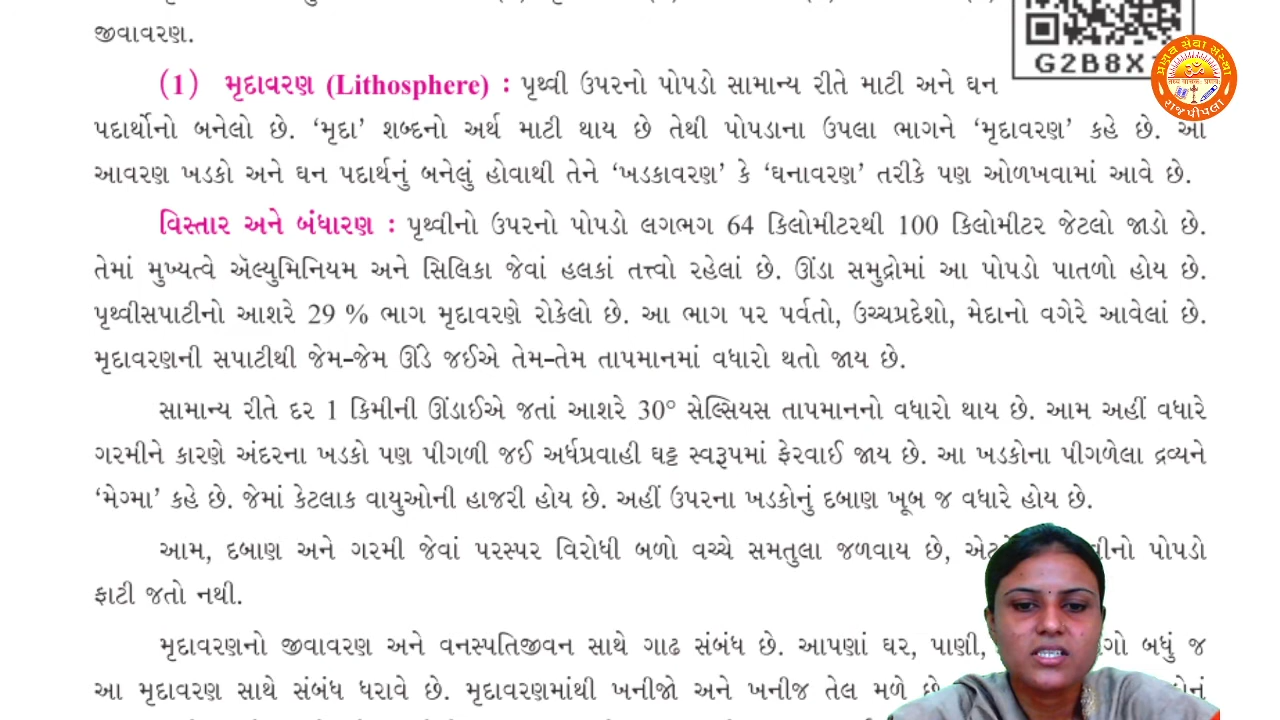 જીવાવરણ.
G2B8X
પ્રણવ સેવા સંસ્થા
રાજપીપલા
(1) મૃદાવરણ (Lithosphere) : પૃથ્વી ઉપરનો પોપડો સામાન્ય રીતે માટી અને ઘન
પદાર્થોનો બનેલો છે. ‘મૃદા’ શબ્દનો અર્થ માટી થાય છે તેથી પોપડાના ઉપલા ભાગને ‘મૃદાવરણ’ કહે છે. આ
આવરણ ખડકો અને ઘન પદાર્થનું બનેલું હોવાથી તેને ‘ખડકાવરણ’ કે ‘ઘનાવરણ’ તરીકે પણ ઓળખવામાં આવે છે.
વિસ્તાર અને બંધારણ : પૃથ્વીનો ઉપરનો પોપડો લગભગ 64 કિલોમીટરથી 100 કિલોમીટર જેટલો જાડો છે.
તેમાં મુખ્યત્વે ઍલ્યુમિનિયમ અને સિલિકા જેવાં હલકાં તત્ત્વો રહેલાં છે. ઊંડા સમુદ્રોમાં આ પોપડો પાતળો હોય છે.
પૃથ્વીસપાટીનો આશરે 29 % ભાગ મૃદાવરણે રોકેલો છે. આ ભાગ પર પર્વતો, ઉચ્ચપ્રદેશો, મેદાનો વગેરે આવેલાં છે.
મૃદાવરણની સપાટીથી જેમ-જેમ ઊંડે જઈએ તેમ-તેમ તાપમાનમાં વધારો થતો જાય છે.
સામાન્ય રીતે દર 1 કિમીની ઊંડાઈએ જતાં આશરે 30° સેલ્સિયસ તાપમાનનો વધારો થાય છે. આમ અહીં વધારે
ગરમીને કારણે અંદરના ખડકો પણ પીગળી જઈ અર્ધપ્રવાહી ઘટ્ટ સ્વરૂપમાં ફેરવાઈ જાય છે. આ ખડકોના પીગળેલા દ્રવ્યને
‘મેગ્મા’ કહે છે. જેમાં કેટલાક વાયુઓની હાજરી હોય છે. અહીં ઉપરના ખડકોનું દબાણ ખૂબ જ વધારે હોય છે.
આમ, દબાણ અને ગરમી જેવાં પરસ્પર વિરોધી બળો વચ્ચે સમતુલા જળવાય છે, પોપડો
ફાટી જતો નથી.
મૃદાવરણનો જીવાવરણ અને વનસ્પતિજીવન સાથે ગાઢ સંબંધ છે. આપણાં ઘર, પાણી, બધું જ
આ મૃદાવરણ સાથે સંબંધ ધરાવે છે. મૃદાવરણમાંથી ખનીજો અને ખનીજ તેલ મળે છે